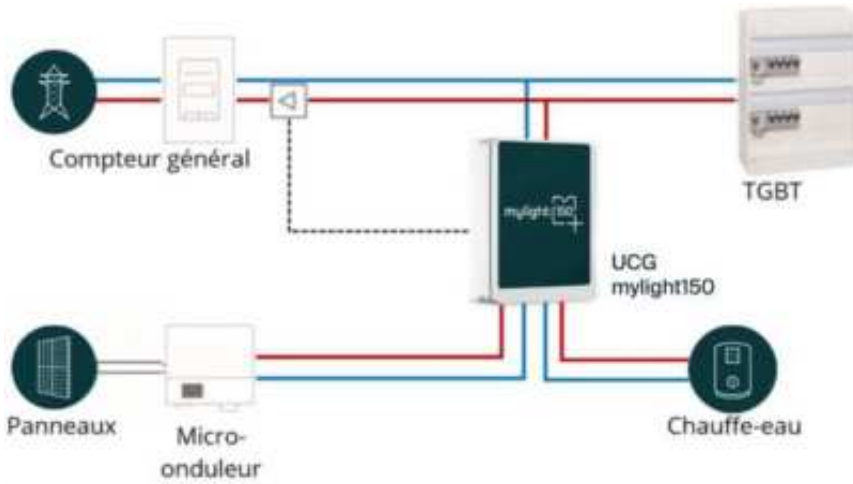 Compteur général
TGBT
mylight150
UCG
mylight150
Panneaux
Micro-
onduleur
Chauffe-eau